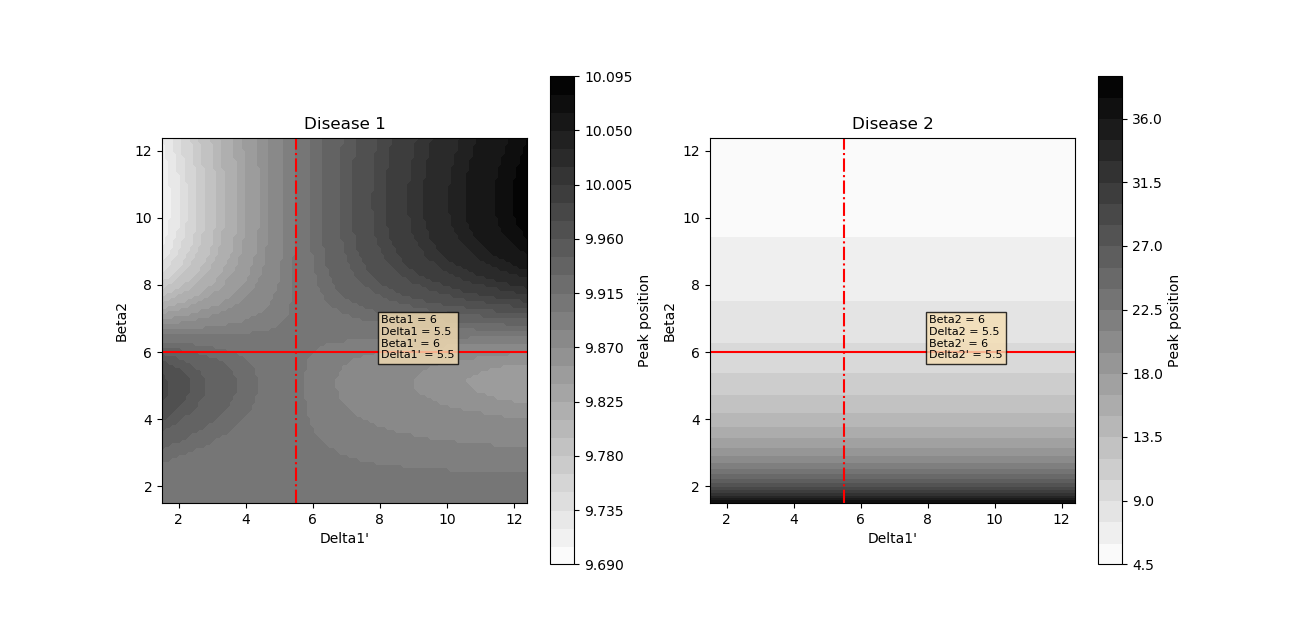 Disease 1
Beta2
12
10
8
6
4
2
2 4 6 8 10 12
Delta1'
Beta1 = 6
Delta1 = 5.5
Beta1' = 6
Delta1' = 5.5
10.095
10.050
10.005
9.960
9.915
9.870
9.825
9.780
9.735
9.690
Peak position
Disease 2
Beta2
12
10
8
6
4
2
2 4 6 8 10 12
Delta1'
Beta2 = 6
Delta2 = 5.5
Beta2' = 6
Delta2' = 5.5
36.0
31.5
27.0
22.5
18.0
13.5
9.0
4.5
Peak position